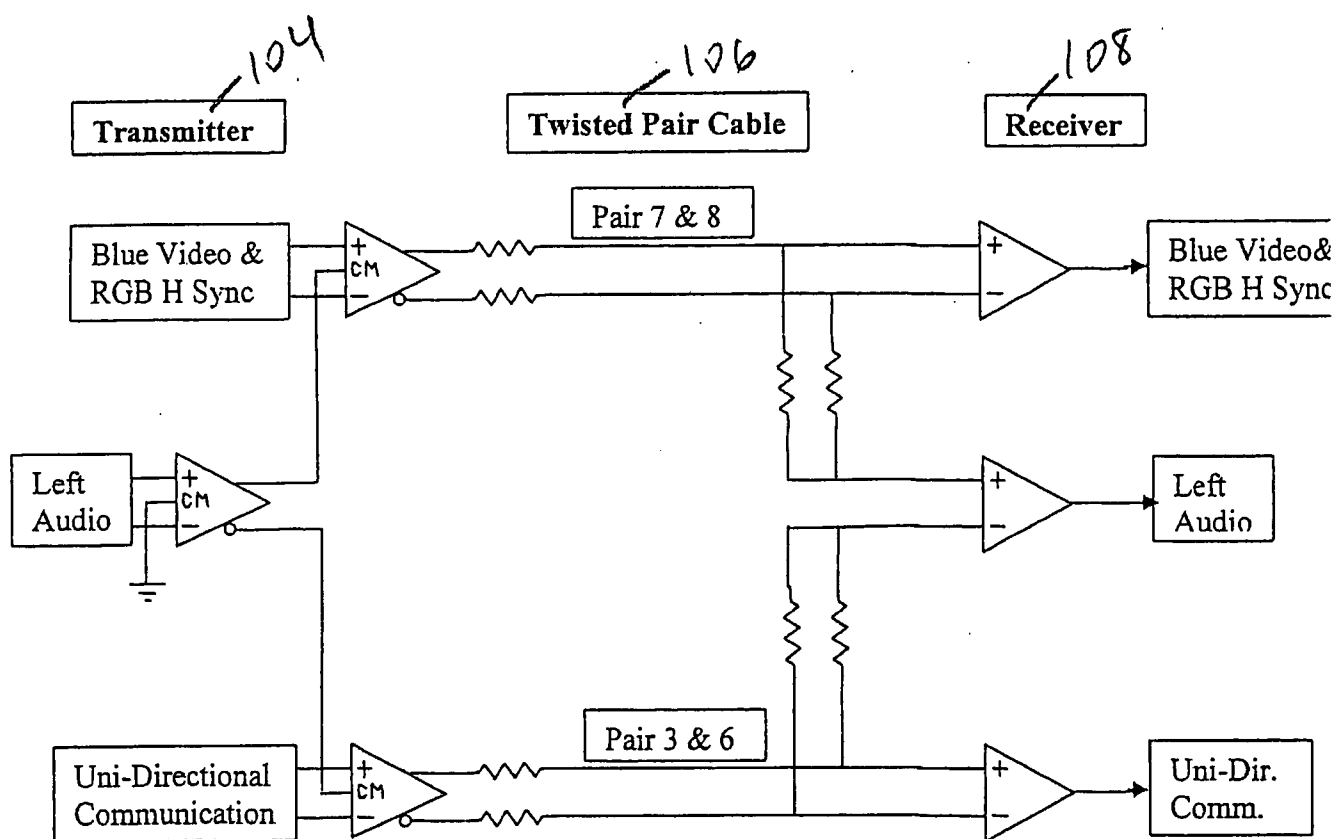 104
106
108
Transmitter
Twisted Pair Cable
Receiver
Pair 7 & 8
Blue Video &
RGB H Sync
+
CM
−
+
−
Blue Video&
RGB H Sync
Left
Audio
+
CM
−
+
−
Left
Audio
Pair 3 & 6
Uni-Directional
Communication
+
CM
−
+
−
Uni-Dir.
Comm.